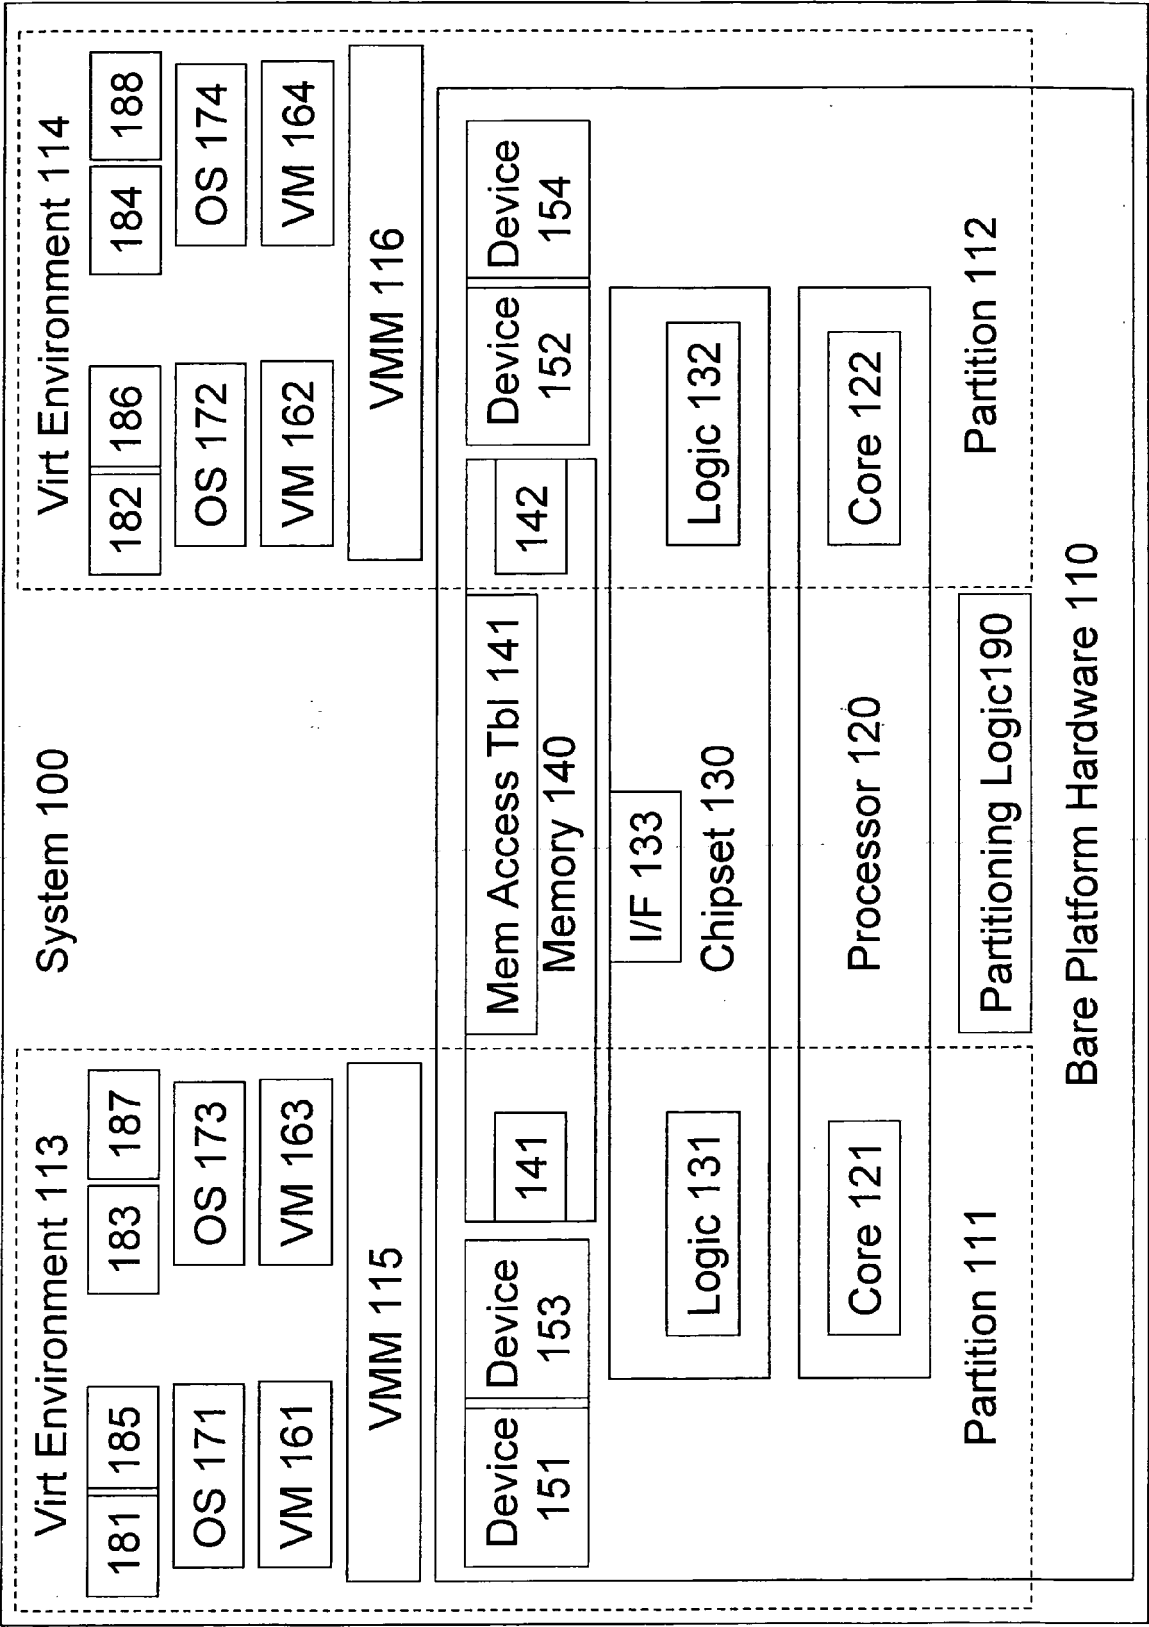 System 100
Virt Environment 113
Virt Environment 114
181
185
183
187
182
186
184
188
OS 171
OS 173
OS 172
OS 174
VM 161
VM 163
VM 162
VM 164
VMM 115
VMM 116
Device
151
Device
153
141
Mem Access Tbl 141
Memory 140
142
Device
152
Device
154
Logic 131
I/F 133
Chipset 130
Logic 132
Core 121
Processor 120
Core 122
Partition 111
Partitioning Logic190
Partition 112
Bare Platform Hardware 110